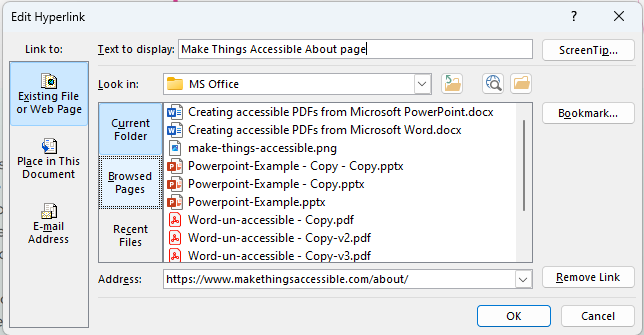 Edit Hyperlink
Link to:
Text to display: Make Things Accessible About page
ScreenTip...
Existing File
or Web Page
Look in: MS Office
Current
Folder
Creating accessible PDFs from Microsoft PowerPoint.docx
Creating accessible PDFs from Microsoft Word.docx
make-things-accessible.png
Powerpoint-Example - Copy - Copy.pptx
Powerpoint-Example - Copy.pptx
Powerpoint-Example.pptx
Word-un-accessible - Copy.pdf
Word-un-accessible - Copy-v2.pdf
Word-un-accessible - Copy-v3.pdf
Bookmark...
Place in This
Document
Browsed
Pages
E-mail
Address
Recent
Files
Address: https://www.makethingsaccessible.com/about/
Remove Link
OK
Cancel